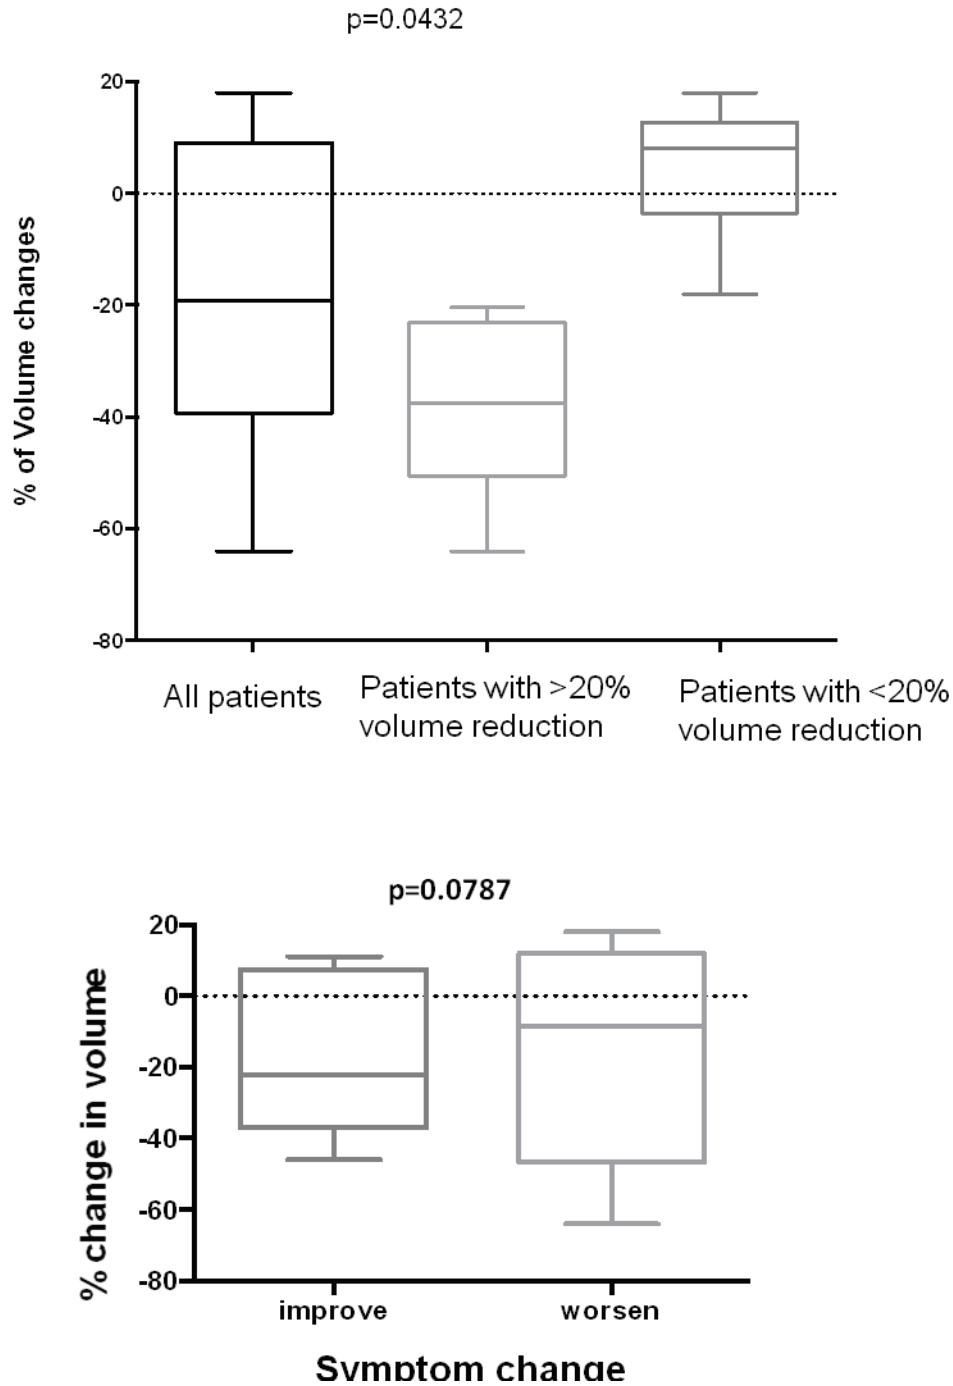 p=0.0432
20
0
-20
-40
-60
-80
% of Volume changes
All patients
Patients with >20%
volume reduction
Patients with <20%
volume reduction
p=0.0787
20
0
-20
-40
-60
-80
% change in volume
improve
worsen
Symptom change